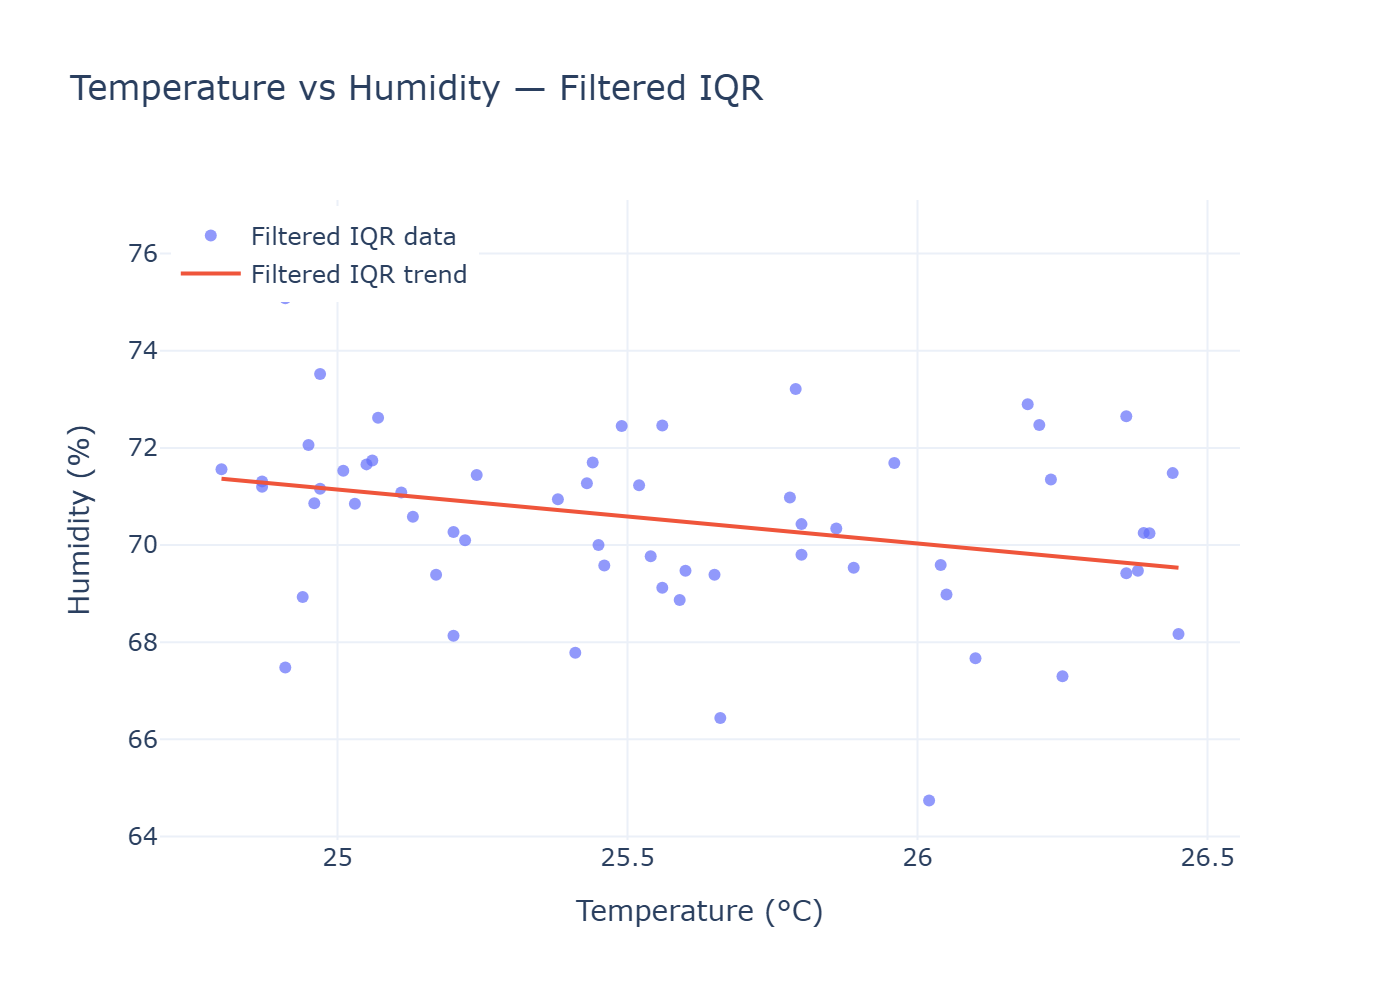 Temperature vs Humidity — Filtered IQR
Filtered IQR data
Filtered IQR trend
76
74
72
70
68
66
64
Humidity (%)
25
25.5
26
26.5
Temperature (°C)